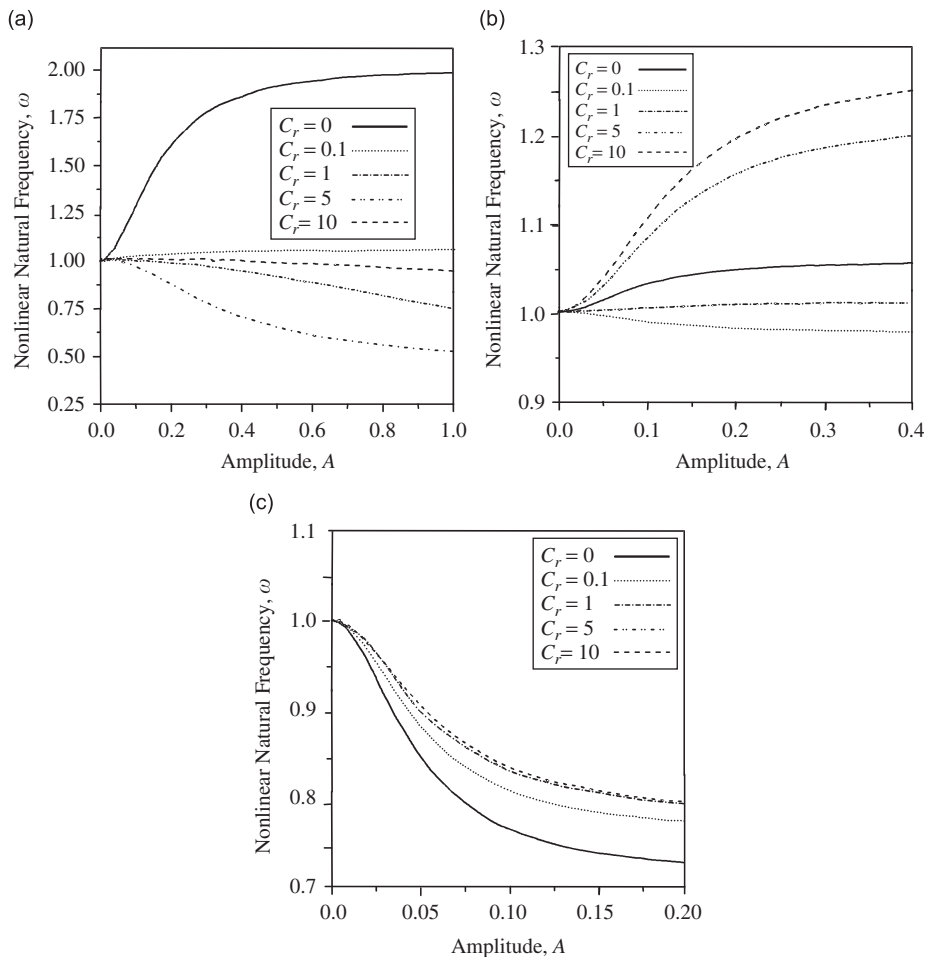 (a)
2.00
1.75
1.50
1.25
1.00
0.75
0.50
0.25
0.0 0.2 0.4 0.6 0.8 1.0
Nonlinear Natural Frequency, ω
Amplitude, A
C_r = 0
C_r = 0.1
C_r = 1
C_r = 5
C_r = 10
(b)
1.3
1.2
1.1
1.0
0.9
0.0 0.1 0.2 0.3 0.4
Nonlinear Natural Frequency, ω
Amplitude, A
C_r = 0
C_r = 0.1
C_r = 1
C_r = 5
C_r = 10
(c)
1.1
1.0
0.9
0.8
0.7
0.0 0.05 0.10 0.15 0.20
Nonlinear Natural Frequency, ω
Amplitude, A
C_r = 0
C_r = 0.1
C_r = 1
C_r = 5
C_r = 10